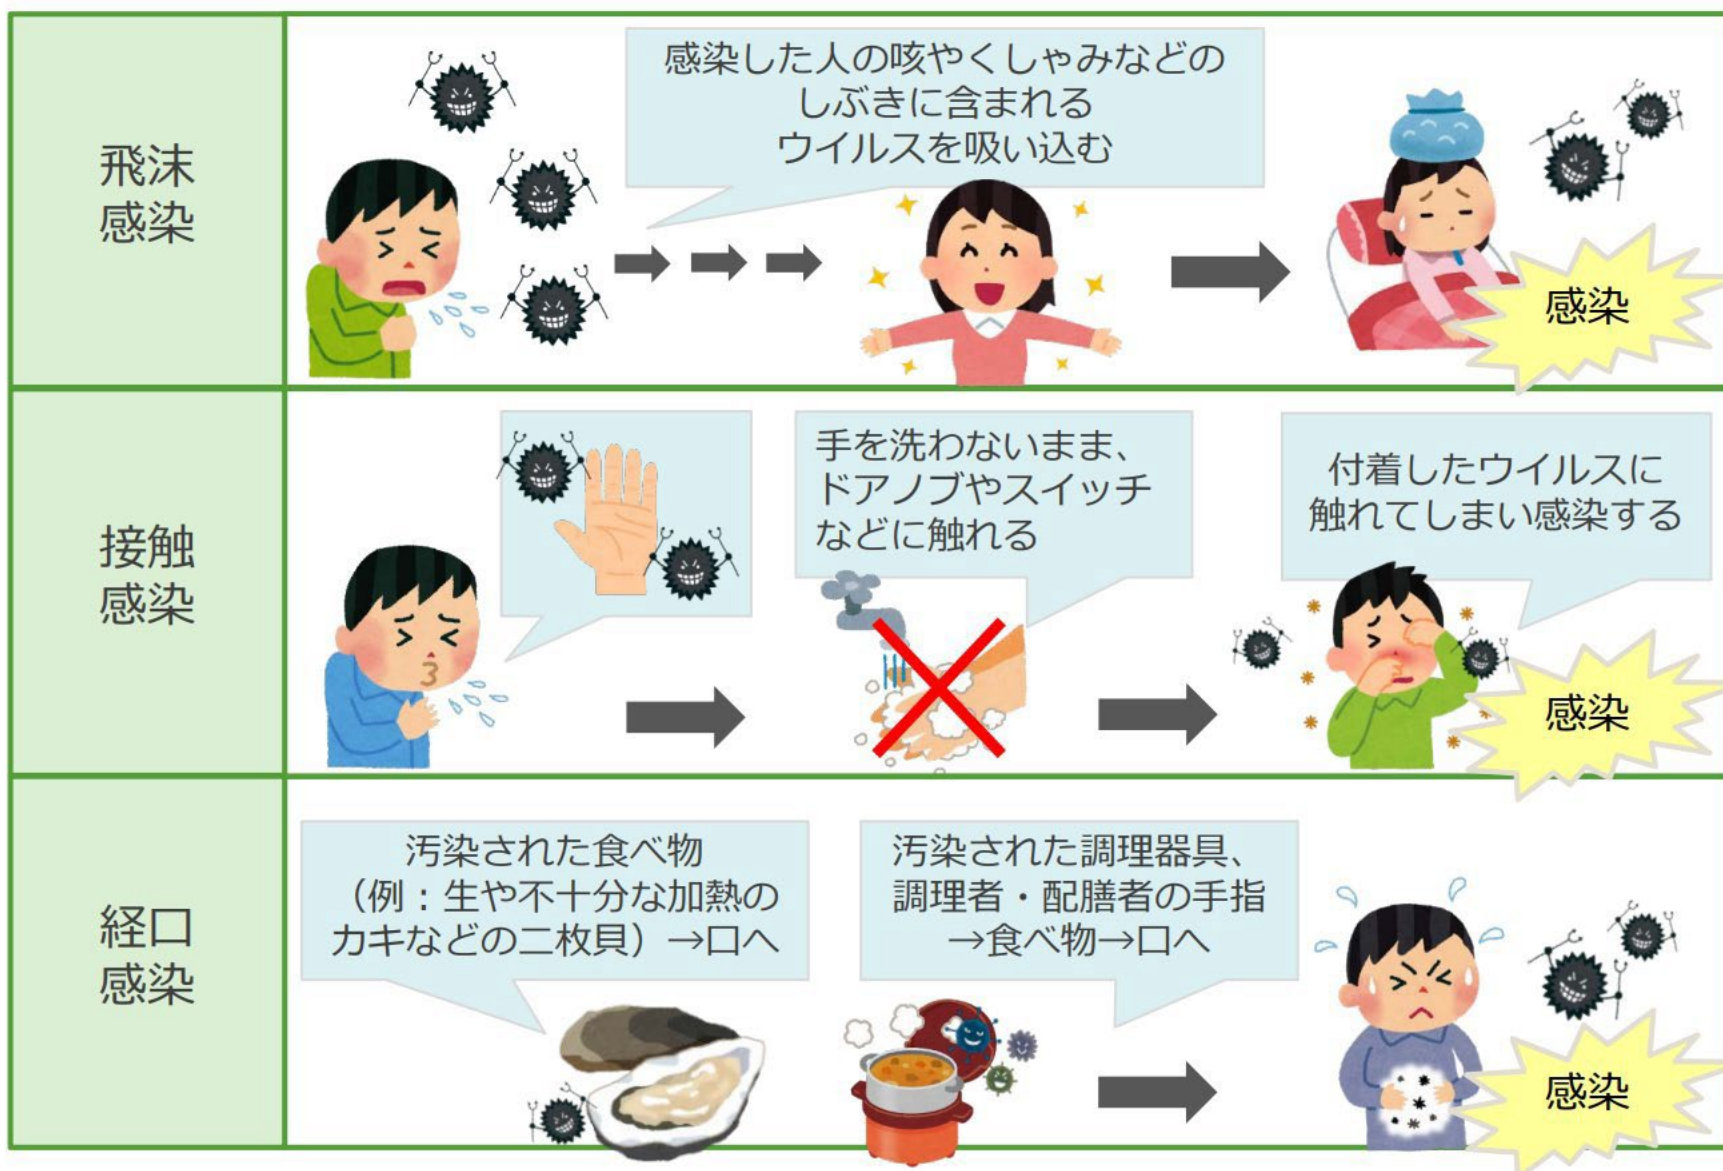 飛沫
感染
感染した人の咳やくしゃみなどの
しぶきに含まれる
ウイルスを吸い込む
感染
接触
感染
手を洗わないまま、
ドアノブやスイッチ
などに触れる
付着したウイルスに
触れてしまい感染する
感染
経口
感染
汚染された食べ物
（例：生や不十分な加熱の
カキなどの二枚貝）→口へ
汚染された調理器具、
調理者・配膳者の手指
→食べ物→口へ
感染